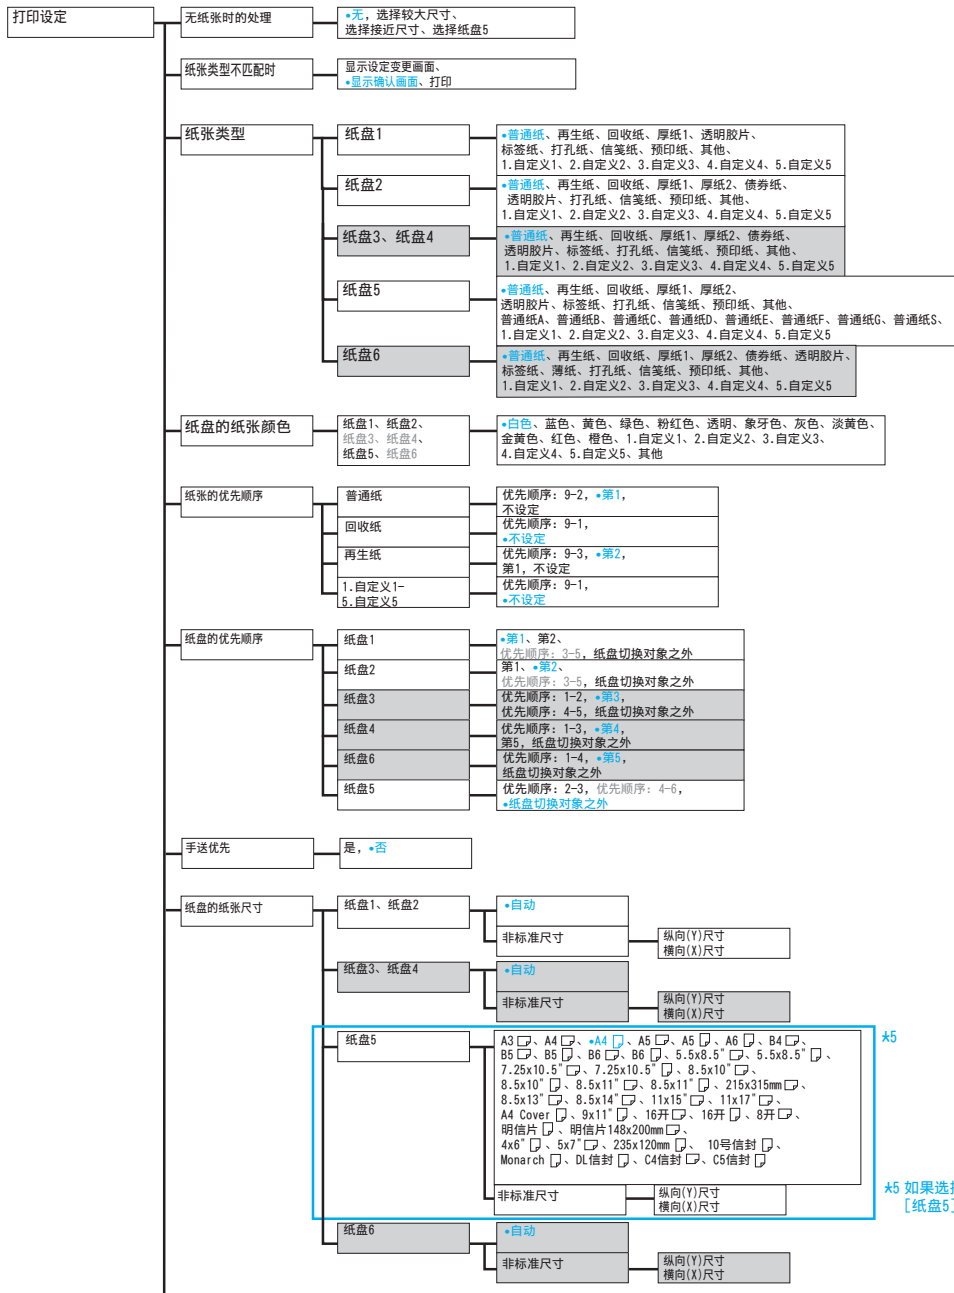 打印设定
无纸张时的处理
•无，选择较大尺寸、
选择接近尺寸、选择纸盘5
纸张类型不匹配时
显示设定变更画面、
•显示确认画面、打印
纸张类型
纸盘1
•普通纸、再生纸、回收纸、厚纸1、透明胶片、
标签纸、打孔纸、信笺纸、预印纸、其他、
1.自定义1、2.自定义2、3.自定义3、4.自定义4、5.自定义5
纸盘2
•普通纸、再生纸、回收纸、厚纸1、厚纸2、债券纸、
透明胶片、打孔纸、信笺纸、预印纸、其他、
1.自定义1、2.自定义2、3.自定义3、4.自定义4、5.自定义5
纸盘3、纸盘4
•普通纸、再生纸、回收纸、厚纸1、厚纸2、债券纸、
透明胶片、标签纸、打孔纸、信笺纸、预印纸、其他、
1.自定义1、2.自定义2、3.自定义3、4.自定义4、5.自定义5
纸盘5
•普通纸、再生纸、回收纸、厚纸1、厚纸2、
透明胶片、标签纸、打孔纸、信笺纸、预印纸、其他、
普通纸A、普通纸B、普通纸C、普通纸D、普通纸E、普通纸F、普通纸G、普通纸S、
1.自定义1、2.自定义2、3.自定义3、4.自定义4、5.自定义5
纸盘6
•普通纸、再生纸、回收纸、厚纸1、厚纸2、债券纸、透明胶片、
标签纸、薄纸、打孔纸、信笺纸、预印纸、其他、
1.自定义1、2.自定义2、3.自定义3、4.自定义4、5.自定义5
纸盘的纸张颜色
纸盘1、纸盘2、
纸盘3、纸盘4、
纸盘5、纸盘6
•白色、蓝色、黄色、绿色、粉红色、透明、象牙色、灰色、淡黄色、
金黄色、红色、橙色、1.自定义1、2.自定义2、3.自定义3、
4.自定义4、5.自定义5、其他
纸张的优先顺序
普通纸
优先顺序: 9-2, •第1,
不设定
回收纸
优先顺序: 9-1,
•不设定
再生纸
优先顺序: 9-3, •第2,
第1, 不设定
1.自定义1-
5.自定义5
优先顺序: 9-1,
•不设定
纸盘的优先顺序
纸盘1
•第1、第2、
优先顺序: 3-5, 纸盘切换对象之外
纸盘2
第1、•第2、
优先顺序: 3-5, 纸盘切换对象之外
纸盘3
优先顺序: 1-2, •第3,
优先顺序: 4-5, 纸盘切换对象之外
纸盘4
优先顺序: 1-3, •第4,
第5, 纸盘切换对象之外
纸盘6
优先顺序: 1-4, •第5,
纸盘切换对象之外
纸盘5
优先顺序: 2-3, 优先顺序: 4-6,
•纸盘切换对象之外
手送优先
是, •否
纸盘的纸张尺寸
纸盘1、纸盘2
•自动
非标准尺寸
纵向(Y)尺寸
横向(X)尺寸
纸盘3、纸盘4
•自动
非标准尺寸
纵向(Y)尺寸
横向(X)尺寸
纸盘5
A3、A4、•A4、A5、A5、A6、B4、
B5、B5、B6、B6、5.5x8.5"、5.5x8.5"、
7.25x10.5"、7.25x10.5"、8.5x10"、
8.5x10"、8.5x11"、8.5x11"、215x315mm、
8.5x13"、8.5x14"、11x15"、11x17"、
A4 Cover、9x11"、16开、16开、8开、
明信片、明信片148x200mm、
4x6"、5x7"、235x120mm、 10号信封、
Monarch、DL信封、C4信封、C5信封
★5
非标准尺寸
纵向(Y)尺寸
横向(X)尺寸
★5 如果选
[纸盘5]
纸盘6
•自动
非标准尺寸
纵向(Y)尺寸
横向(X)尺寸